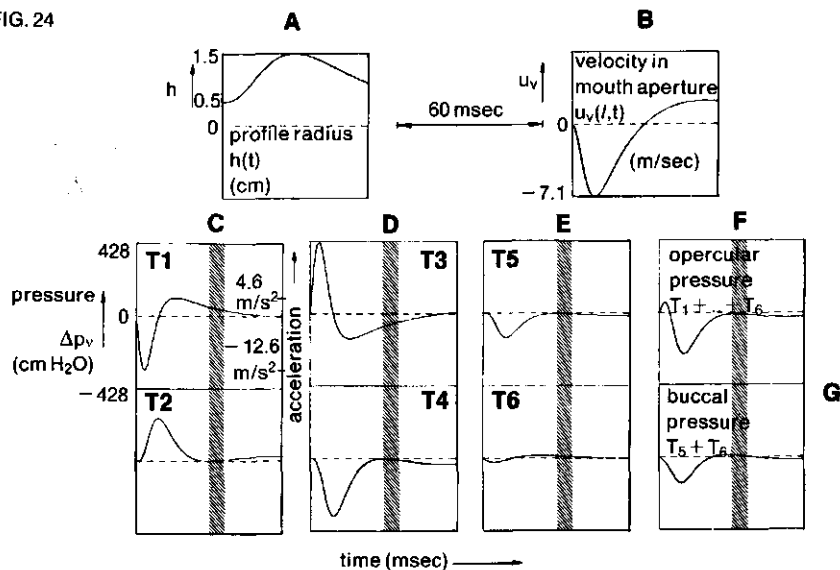 FIG. 24
A
B
1.5
h
0.5
0
profile radius
h(t)
(cm)
60 msec
u_v
velocity in
mouth aperture
u_v(l,t)
0
(m/sec)
−7.1
C
D
E
F
428
T1
T3
T5
opercular
pressure
T₁ + ... T₆
pressure
4.6
m/s²
0
Δp_v
(cm H₂O)
−12.6
m/s²
acceleration
−428
T2
T4
T6
buccal
pressure
T₅ + T₆
G
time (msec)